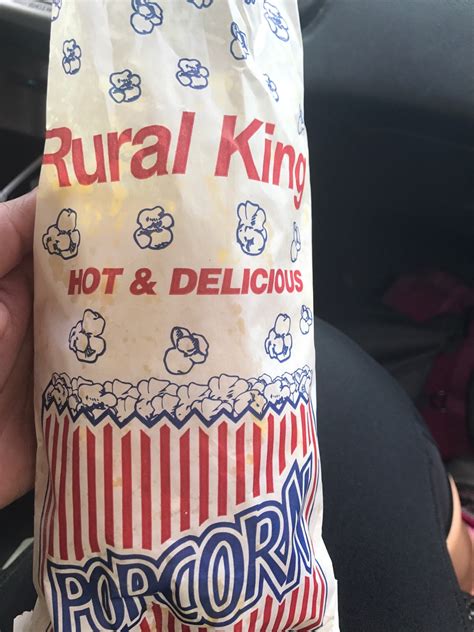 Rural King
HOT & DELICIOUS
POPCORN